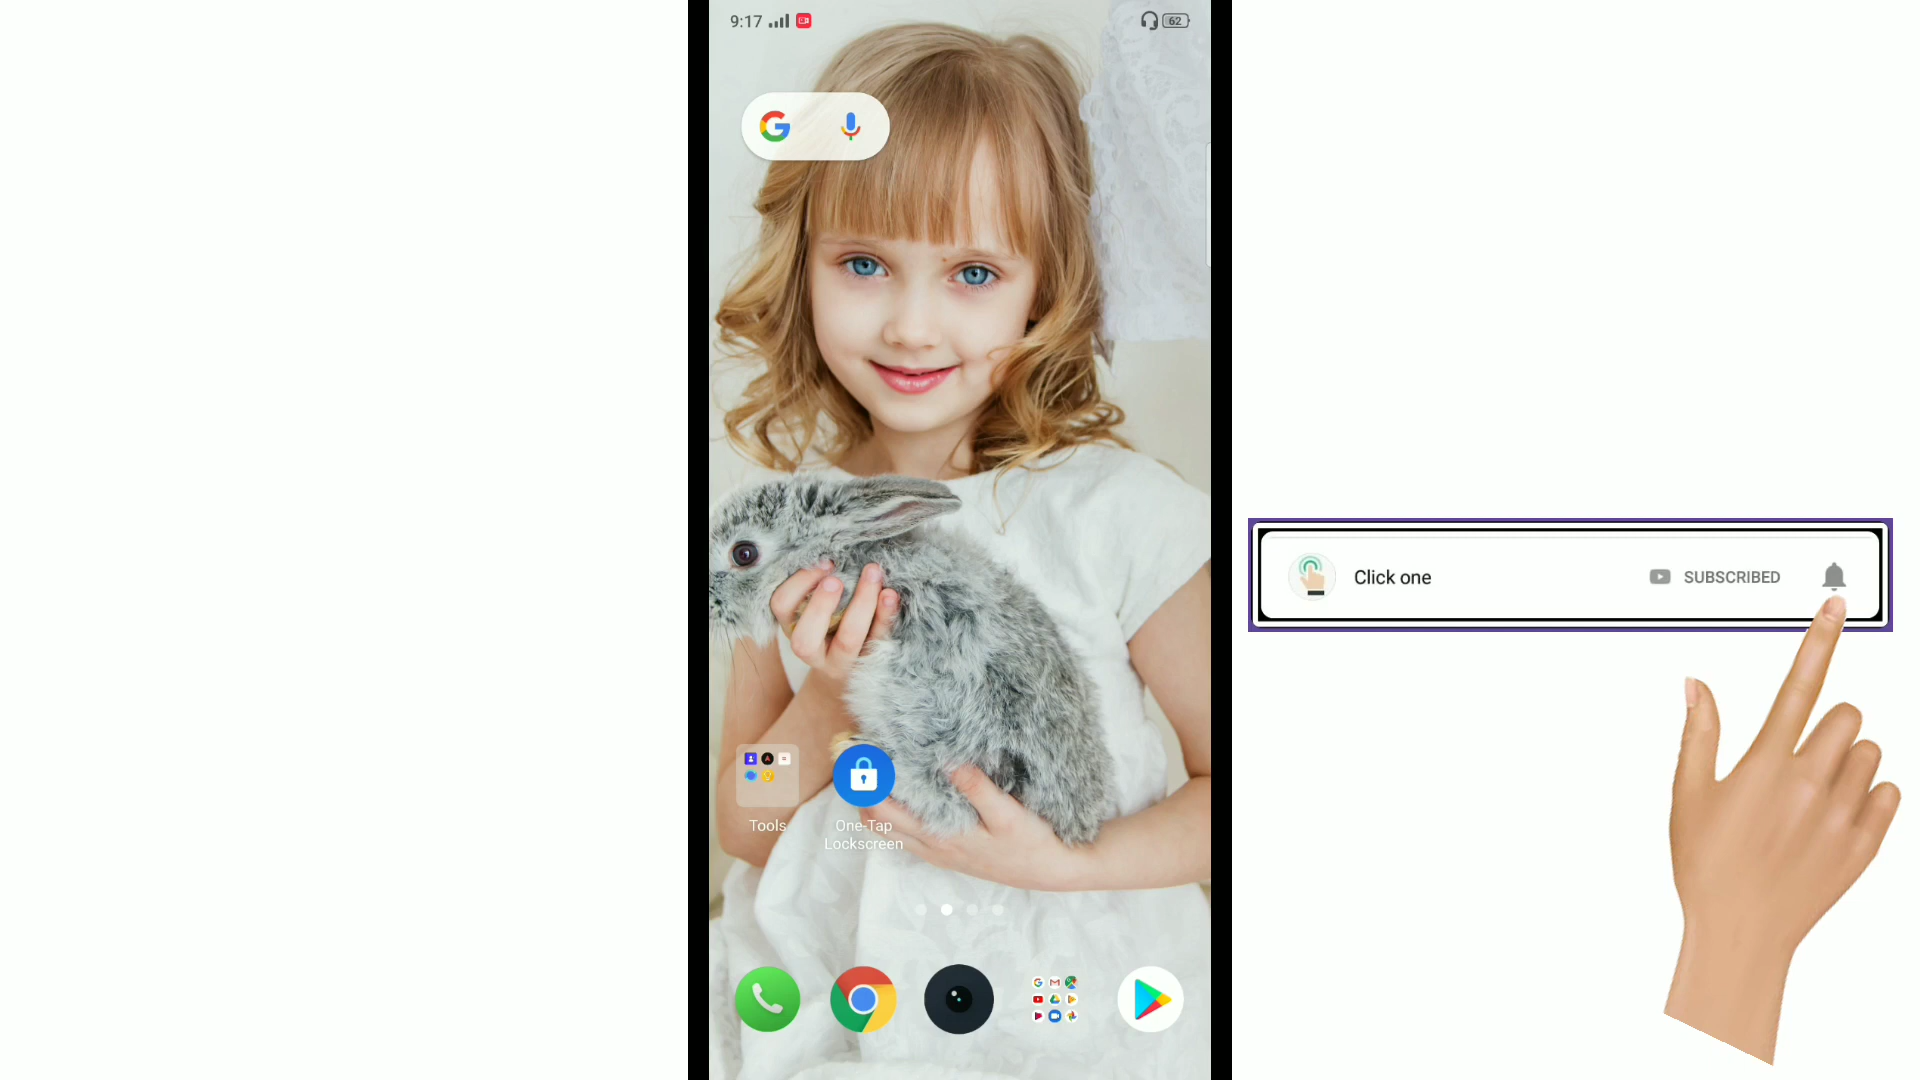 9:17
62
Tools
One-Tap
Lockscreen
Click one
SUBSCRIBED